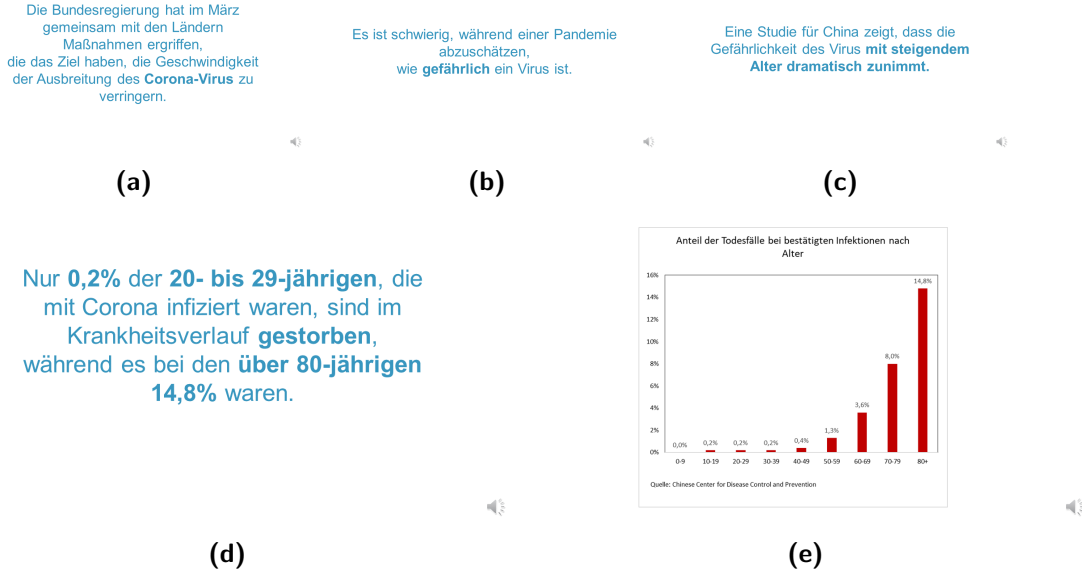 Die Bundesregierung hat im März
gemeinsam mit den Ländern
Maßnahmen ergriffen,
die das Ziel haben, die Geschwindigkeit
der Ausbreitung des Corona-Virus zu
verringern.
(a)
Es ist schwierig, während einer Pandemie
abzuschätzen,
wie gefährlich ein Virus ist.
(b)
Eine Studie für China zeigt, dass die
Gefährlichkeit des Virus mit steigendem
Alter dramatisch zunimmt.
(c)
Nur 0,2% der 20- bis 29-jährigen, die
mit Corona infiziert waren, sind im
Krankheitsverlauf gestorben,
während es bei den über 80-jährigen
14,8% waren.
(d)
Anteil der Todesfälle bei bestätigten Infektionen nach
Alter
16%
14%
12%
10%
8%
6%
4%
2%
0%
0,0%
0,2%
0,2%
0,2%
0,4%
1,3%
3,6%
8,0%
14,8%
0-9 10-19 20-29 30-39 40-49 50-59 60-69 70-79 80+
Quelle: Chinese Center for Disease Control and Prevention
(e)